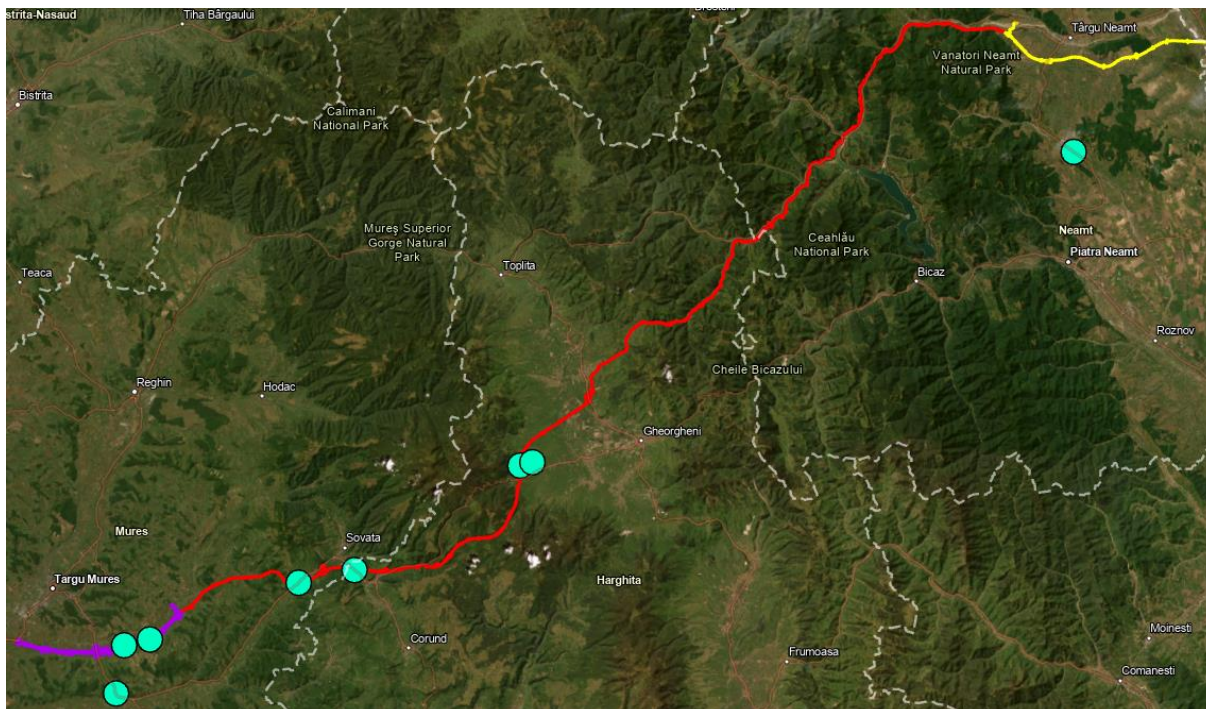 istrita-Nasaud
Tiha Bârgaului
Târgu Neamt
Vanatori Neamt
Natural Park
Bistrita
Calimani
National Park
Mureș Superior
Gorge Natural
Park
Neamt
Ceahlău
National Park
Piatra Neamt
Teaca
Toplita
Bicaz
Roznov
Cheile Bicazului
Reghin
Hodac
Gheorgheni
Mures
Sovata
Targu Mures
Harghita
Corund
Moinesti
Frumoasa
Comanesti